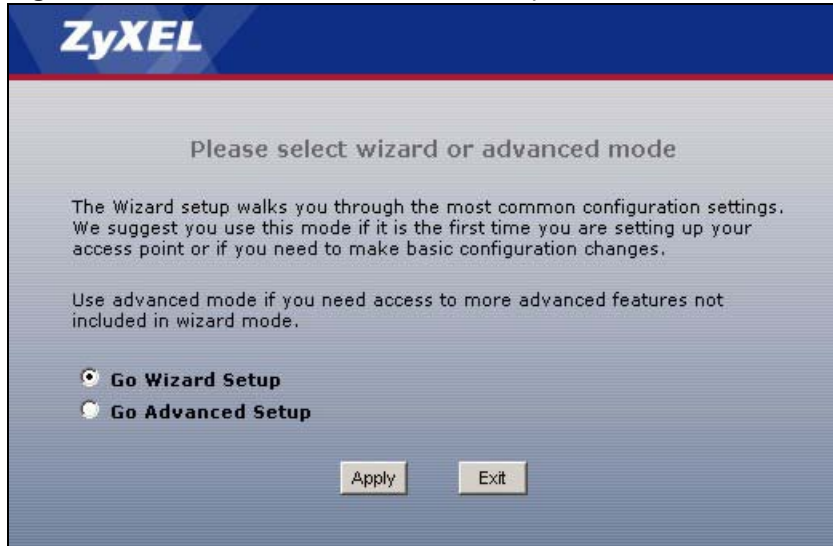 ZyXEL
Please select wizard or advanced mode
The Wizard setup walks you through the most common configuration settings.
We suggest you use this mode if it is the first time you are setting up your
access point or if you need to make basic configuration changes.
Use advanced mode if you need access to more advanced features not
included in wizard mode.
Go Wizard Setup
Go Advanced Setup
Apply Exit